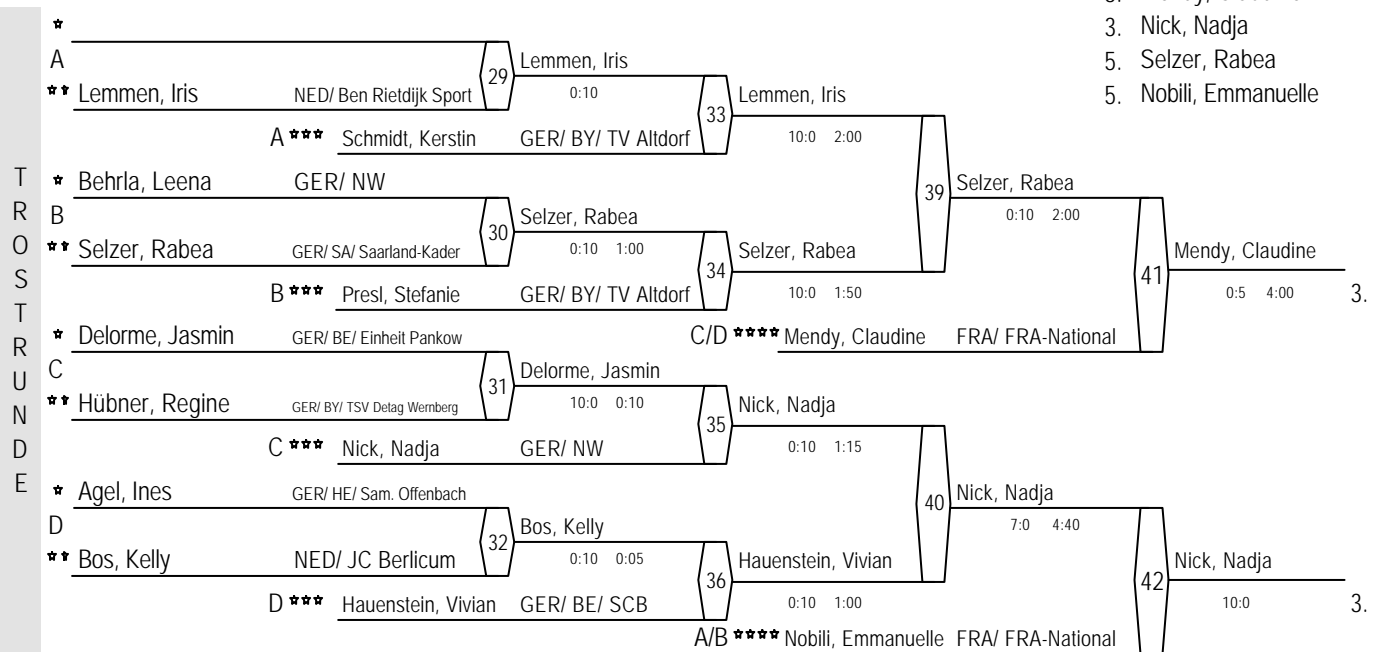 3. Nick, Nadja
5. Selzer, Rabea
5. Nobili, Emmanuelle
TROSTRUNDE
A
29
Lemmen, Iris
Lemmen, Iris NED/ Ben Rietdijk Sport
0:10
33
Lemmen, Iris
A Schmidt, Kerstin GER/ BY/ TV Altdorf
10:0 2:00
Behrla, Leena GER/ NW
39
Selzer, Rabea
B
30
Selzer, Rabea
0:10 2:00
Selzer, Rabea GER/ SA/ Saarland-Kader
0:10 1:00
34
Selzer, Rabea
41
Mendy, Claudine
B Presl, Stefanie GER/ BY/ TV Altdorf
10:0 1:50
0:5 4:00
3.
Delorme, Jasmin GER/ BE/ Einheit Pankow
C/D Mendy, Claudine FRA/ FRA-National
C
31
Delorme, Jasmin
Hübner, Regine GER/ BY/ TSV Detag Wernberg
10:0 0:10
35
Nick, Nadja
C Nick, Nadja GER/ NW
0:10 1:15
Agel, Ines GER/ HE/ Sam. Offenbach
40
Nick, Nadja
D
32
Bos, Kelly
7:0 4:40
Bos, Kelly NED/ JC Berlicum
0:10 0:05
36
Hauenstein, Vivian
42
Nick, Nadja
D Hauenstein, Vivian GER/ BE/ SCB
0:10 1:00
10:0
3.
A/B Nobili, Emmanuelle FRA/ FRA-National